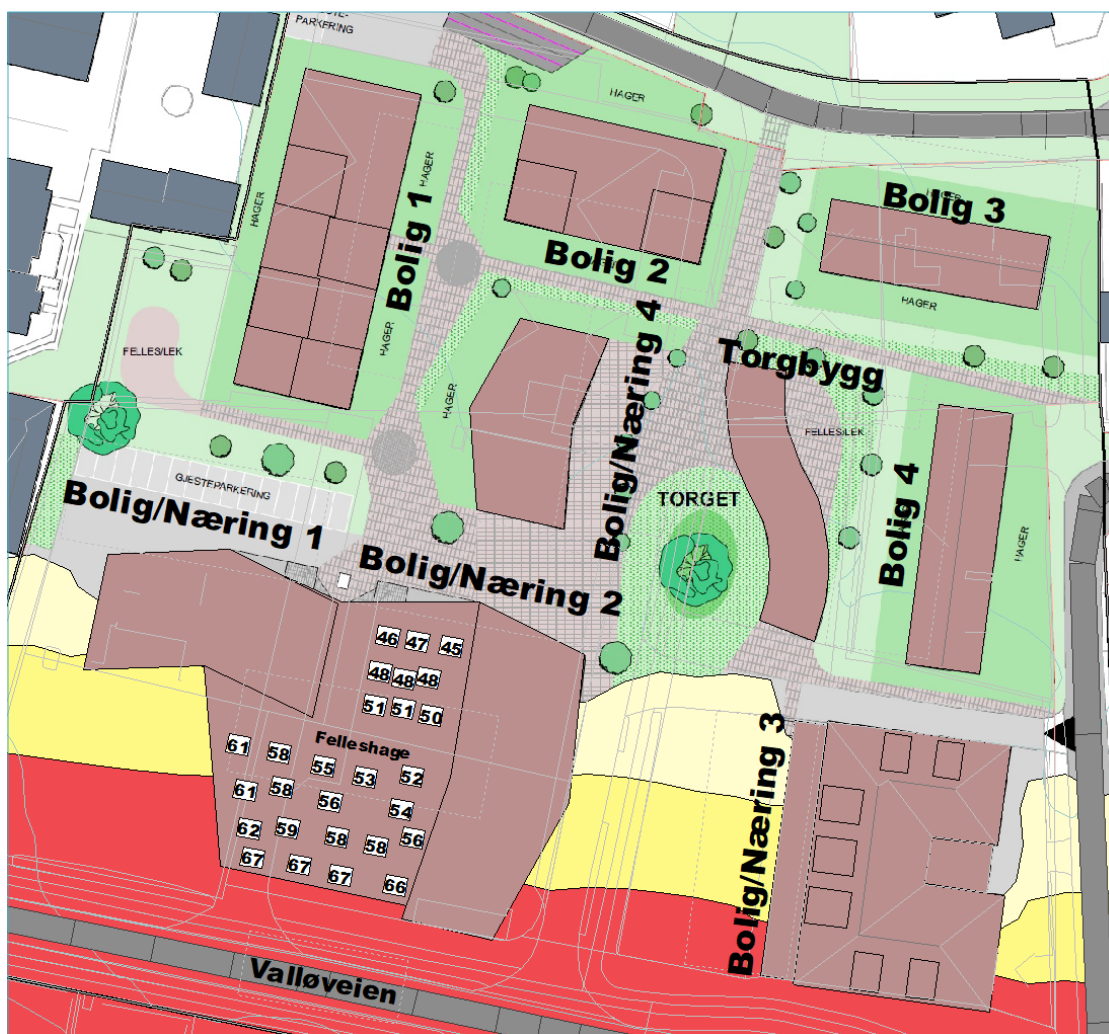 PARKERING
HAGER
HAGER
HAGER
Bolig 1
Bolig 2
Bolig 3
HAGER
HAGER
FELLES/LEK
HAGER
Bolig/Næring 4
Torgbygg
FELLES/LEK
GJESTEPARKERING
Bolig/Næring 1
TORGET
Bolig 4
HAGER
Bolig/Næring 2
46 47 45
48 48 48
51 51 50
Felleshage
61 58 55 53 52
61 58 56 54
62 59 58 58 56
67 67 67 66
Bolig/Næring 3
Valløveien